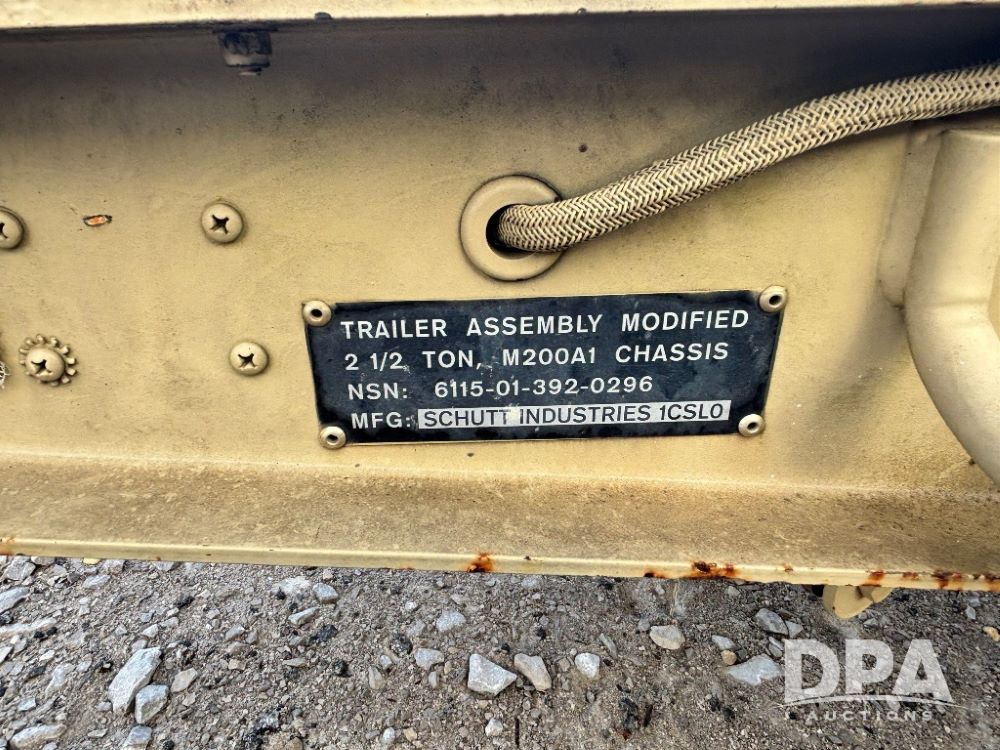 TRAILER ASSEMBLY MODIFIED
2 1/2 TON, M200A1 CHASSIS
NSN: 6115-01-392-0296
MFG: SCHUTT INDUSTRIES 1CSL0
DPA
AUCTIONS